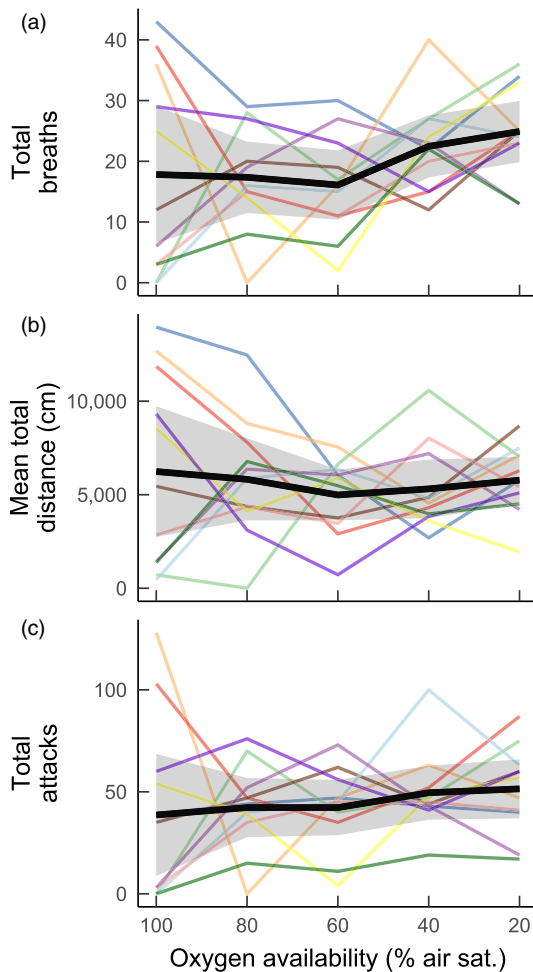 (a)
Total
breaths
40
30
20
10
0
(b)
Mean total
distance (cm)
10,000
5,000
0
(c)
Total
attacks
100
50
0
100 80 60 40 20
Oxygen availability (% air sat.)